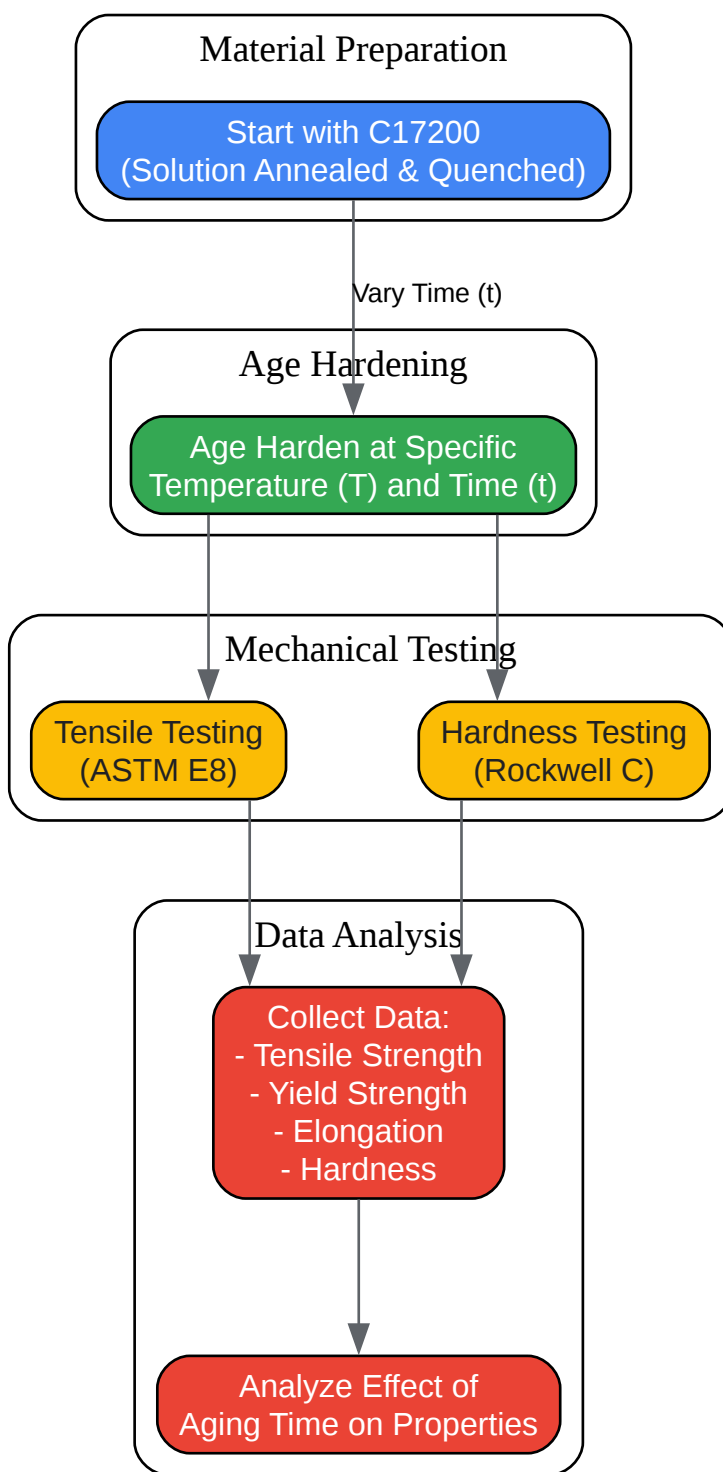 Material Preparation
Start with C17200
(Solution Annealed & Quenched)
Vary Time (t)
Age Hardening
Age Harden at Specific
Temperature (T) and Time (t)
Mechanical Testing
Tensile Testing
(ASTM E8)
Hardness Testing
(Rockwell C)
Data Analysis
Collect Data:
- Tensile Strength
- Yield Strength
- Elongation
- Hardness
Analyze Effect of
Aging Time on Properties